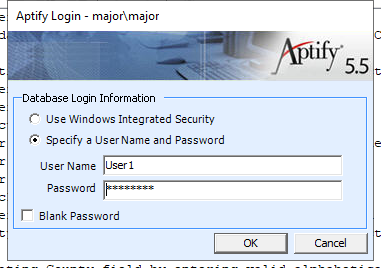 Aptify Login - major\major
Aptify 5.5
Database Login Information
Use Windows Integrated Security
Specify a User Name and Password
User Name User1
Password ********
Blank Password
OK Cancel